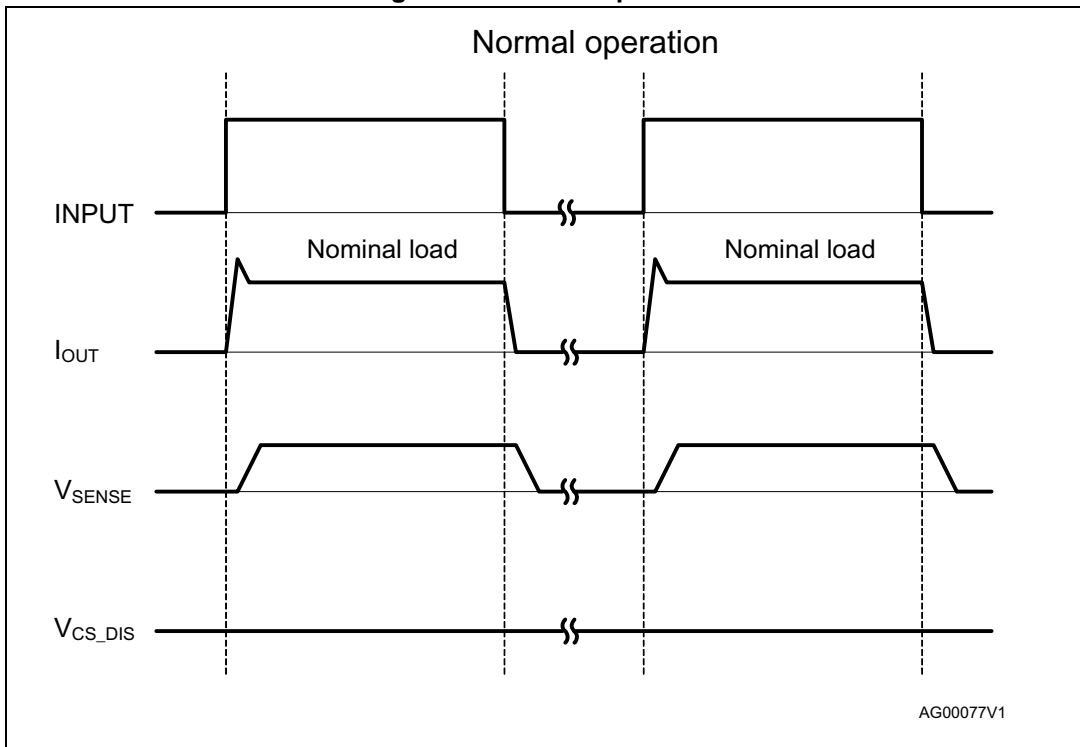 Normal operation
INPUT
Nominal load Nominal load
IOUT
VSENSE
VCS_DIS
AG00077V1